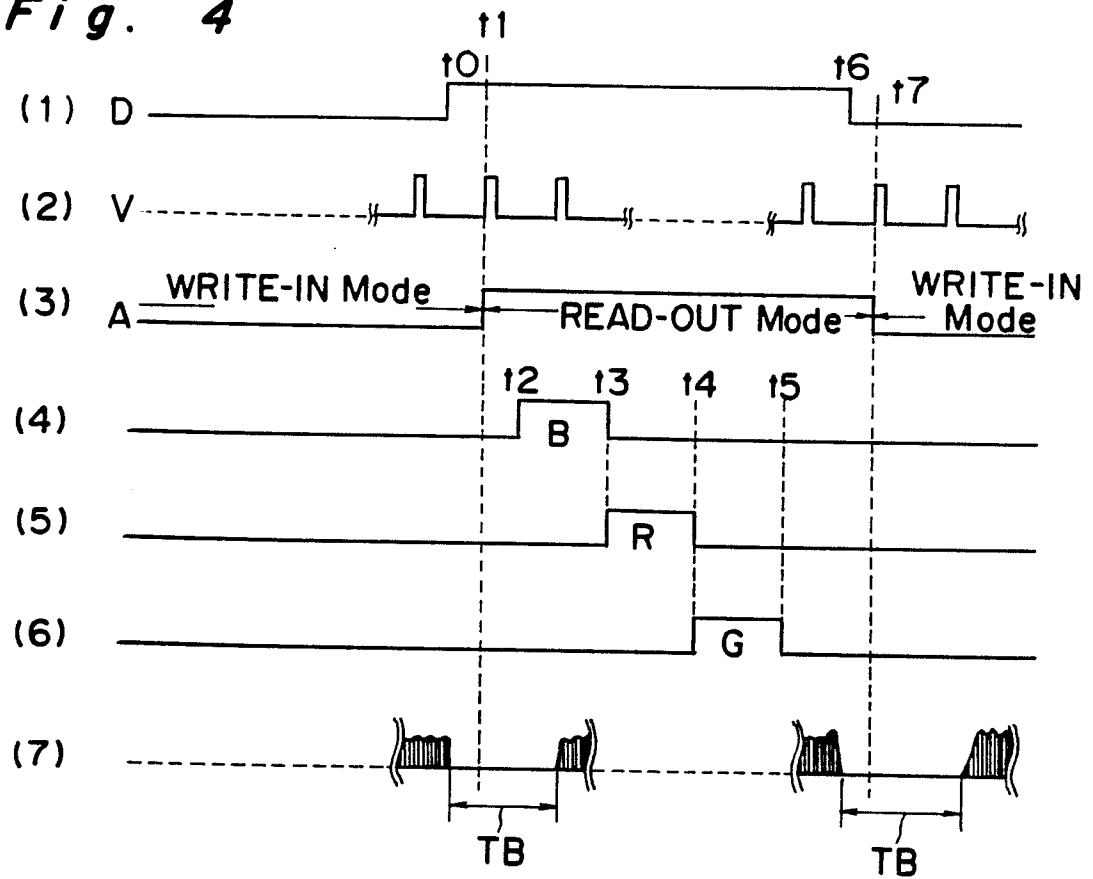 Fig. 4
t1
t0 t6 t7
(1) D
(2) V
(3) A WRITE-IN Mode READ-OUT Mode WRITE-IN Mode
t2 t3 t4 t5
(4) B
(5) R
(6) G
(7)
TB TB